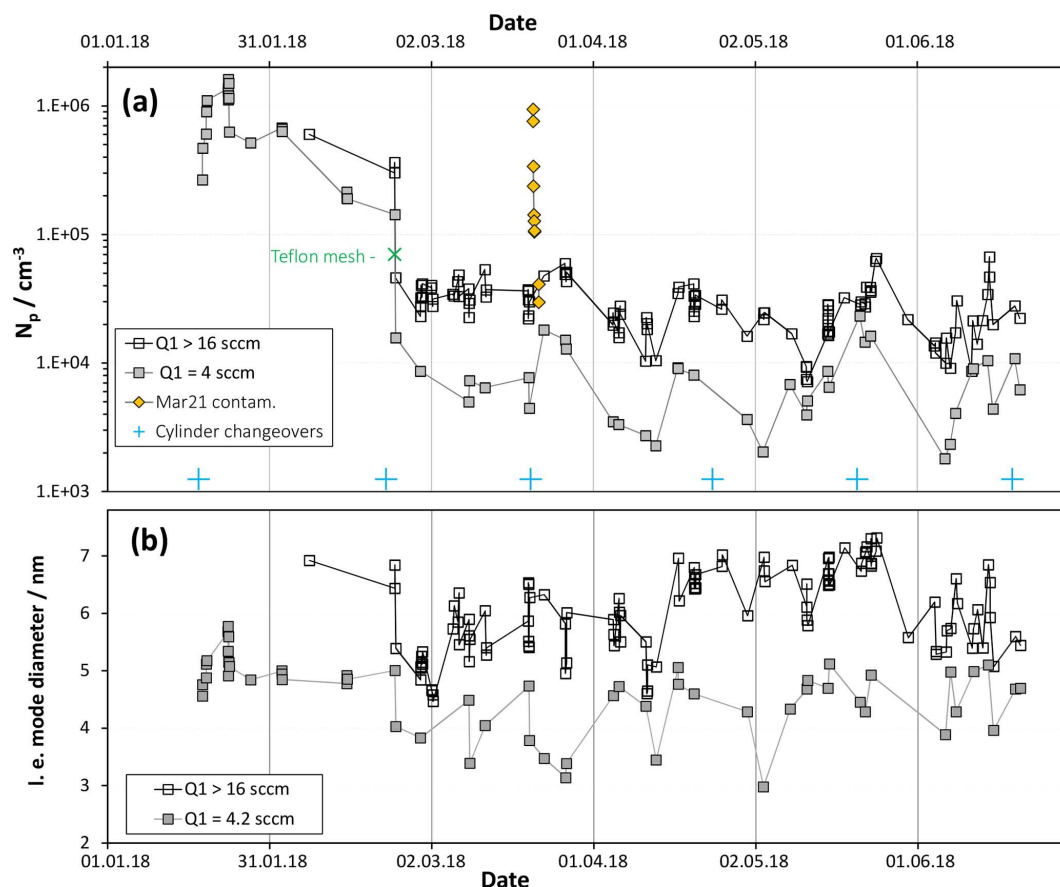 Date
01.01.18 31.01.18 02.03.18 01.04.18 02.05.18 01.06.18
(a)
1.E+06
1.E+05
1.E+04
1.E+03
Np / cm-3
Teflon mesh -
Q1 > 16 sccm
Q1 = 4 sccm
Mar21 contam.
Cylinder changeovers
(b)
7
6
5
4
3
2
I. e. mode diameter / nm
Q1 > 16 sccm
Q1 = 4.2 sccm
01.01.18 31.01.18 02.03.18 01.04.18 02.05.18 01.06.18
Date